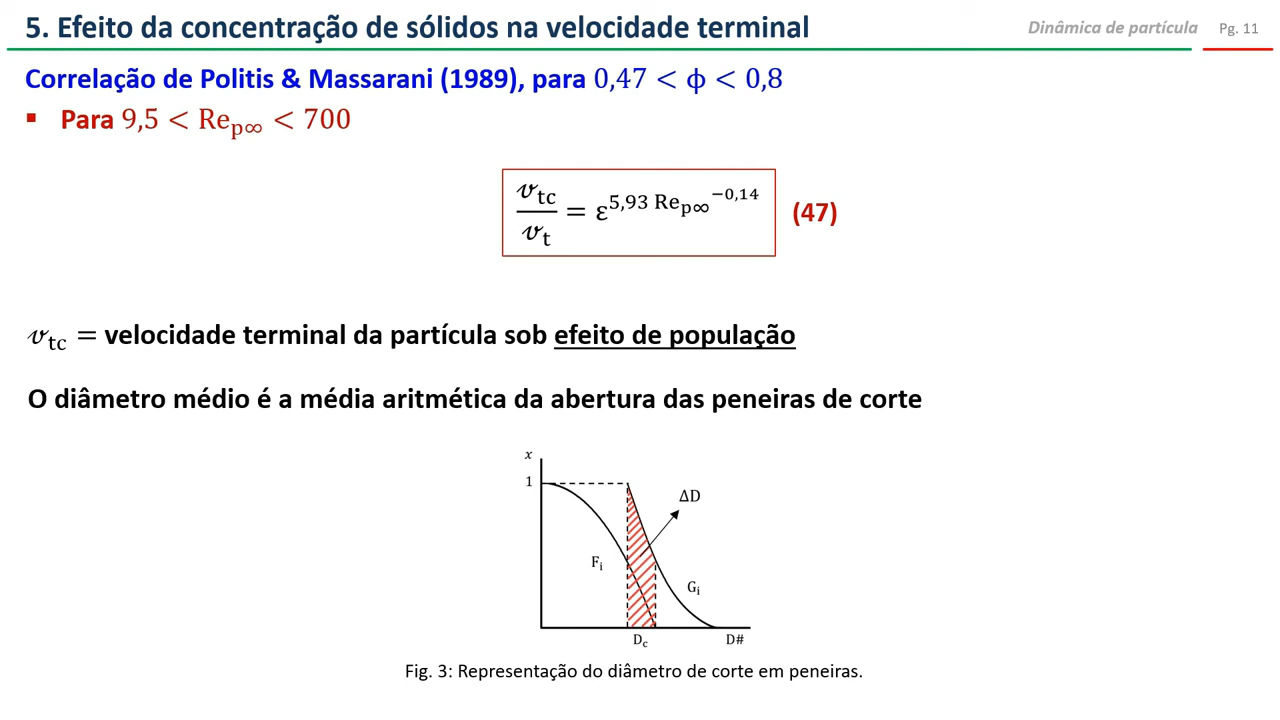 5. Efeito da concentração de sólidos na velocidade terminal
Dinâmica de partícula Pg. 11
Correlação de Politis & Massarani (1989), para 0,47 < ϕ < 0,8
▪ Para 9,5 < Re_p∞ < 700
𝓋_tc / 𝓋_t = ε^(5,93 Re_p∞^(−0,14)) (47)
𝓋_tc = velocidade terminal da partícula sob efeito de população
O diâmetro médio é a média aritmética da abertura das peneiras de corte
x
1
ΔD
F_i
G_i
D_c
D#
Fig. 3: Representação do diâmetro de corte em peneiras.